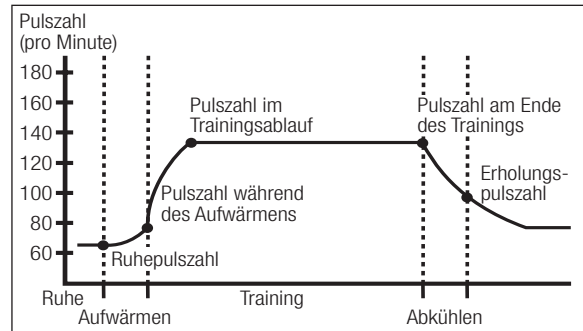 Pulszahl
(pro Minute)
180
160
140
120
100
80
60
Pulszahl im
Trainingsablauf
Pulszahl am Ende
des Trainings
Pulszahl während
des Aufwärmens
Erholungs-
pulszahl
Ruhepulszahl
Ruhe
Training
Aufwärmen
Abkühlen